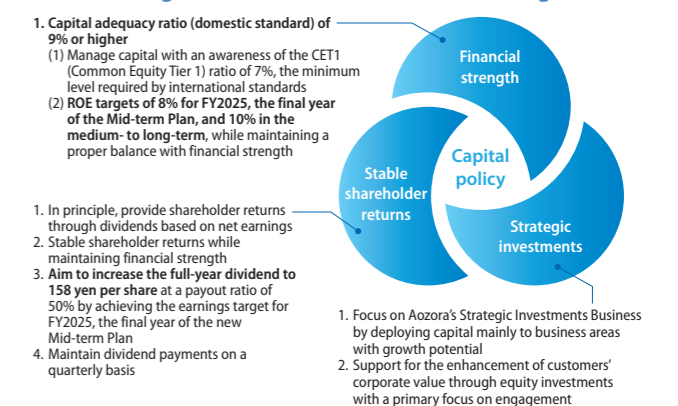 1. Capital adequacy ratio (domestic standard) of
9% or higher
(1) Manage capital with an awareness of the CET1
(Common Equity Tier 1) ratio of 7%, the minimum
level required by international standards
(2) ROE targets of 8% for FY2025, the final year
of the Mid-term Plan, and 10% in the
medium- to long-term, while maintaining a
proper balance with financial strength
Financial
strength
Capital
policy
Stable
shareholder
returns
Strategic
investments
1. In principle, provide shareholder returns
through dividends based on net earnings
2. Stable shareholder returns while
maintaining financial strength
3. Aim to increase the full-year dividend to
158 yen per share at a payout ratio of
50% by achieving the earnings target for
FY2025, the final year of the new
Mid-term Plan
4. Maintain dividend payments on a
quarterly basis
1. Focus on Aozora's Strategic Investments Business
by deploying capital mainly to business areas
with growth potential
2. Support for the enhancement of customers'
corporate value through equity investments
with a primary focus on engagement